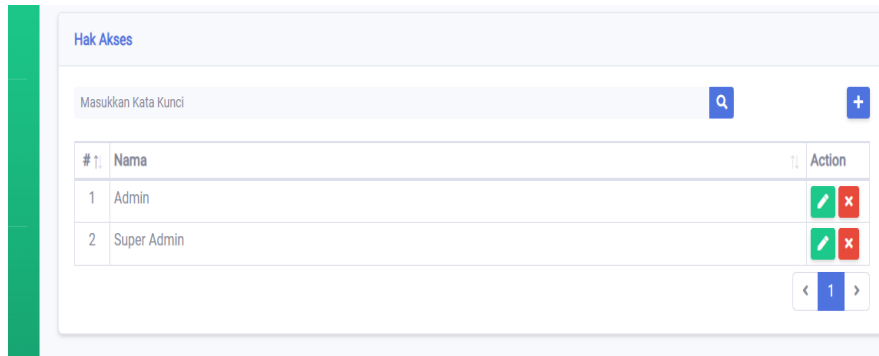 Hak Akses
Masukkan Kata Kunci
# Nama Action
1 Admin
2 Super Admin
1